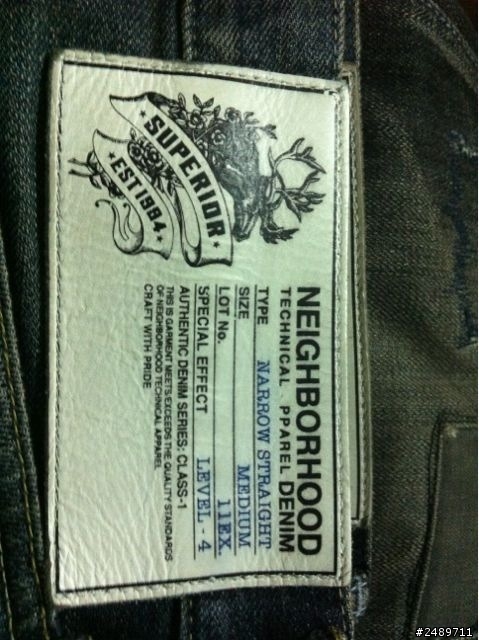 SUPERIOR
EST 1984
NEIGHBORHOOD
TECHNICAL · PPAREL DENIM
TYPE NARROW STRAIGHT
SIZE MEDIUM
LOT No. 11EX.
SPECIAL EFFECT LEVEL-4
AUTHENTIC DENIM SERIES: CLASS-1
THIS IS GARMENT MEETS EXCEEDS THE QUALITY STANDARDS
OF NEIGHBORHOOD TECHNICAL APPAREL
CRAFT WITH PRIDE
#2489711